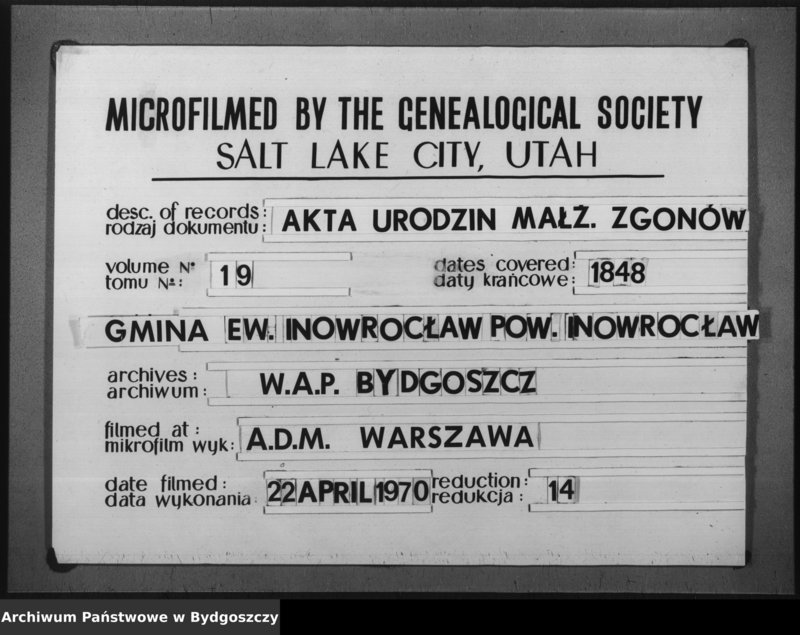 MICROFILMED BY THE GENEALOGICAL SOCIETY
SALT LAKE CITY, UTAH
desc. of records:
rodzaj dokumentu:
AKTA URODZIN MAŁŻ. ZGONÓW
volume Nº
tomu Nº:
19
dates covered:
daty krańcowe:
1848
GMINA EW. INOWROCŁAW POW. INOWROCŁAW
archives:
archiwum:
W.A.P. BYDGOSZCZ
filmed at:
mikrofilm wyk:
A.D.M. WARSZAWA
date filmed:
data wykonania:
22 APRIL 1970
reduction:
redukcja:
14
Archiwum Państwowe w Bydgoszczy